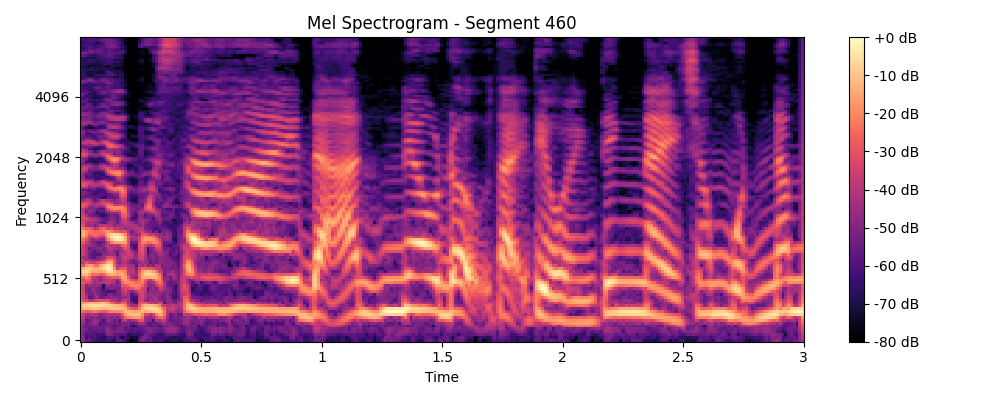 Mel Spectrogram - Segment 460
+0 dB
-10 dB
-20 dB
-30 dB
-40 dB
-50 dB
-60 dB
-70 dB
-80 dB
Frequency
4096
2048
1024
512
0
0
0.5
1
1.5
2
2.5
3
Time